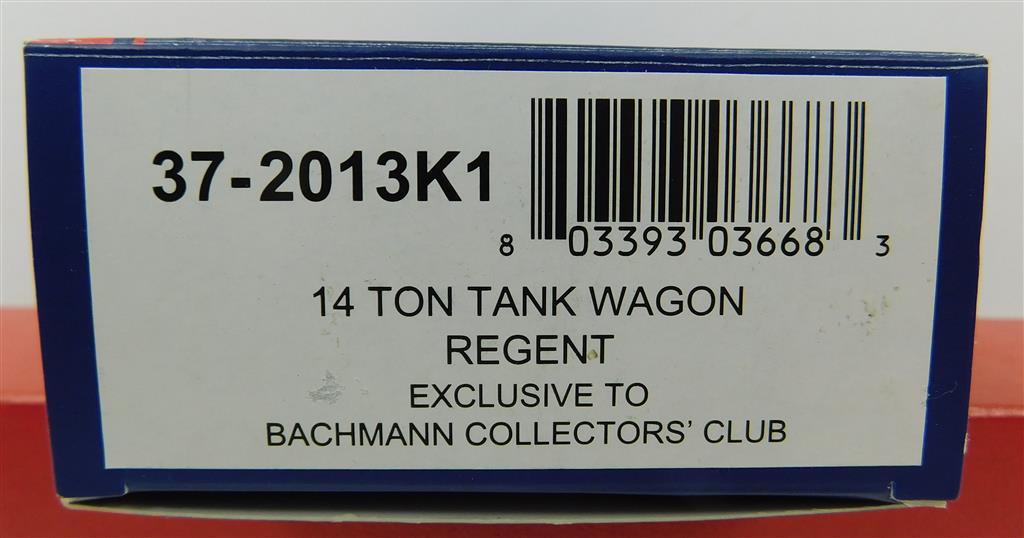 37-2013K1
8 03393 03668 3
14 TON TANK WAGON
REGENT
EXCLUSIVE TO
BACHMANN COLLECTORS' CLUB